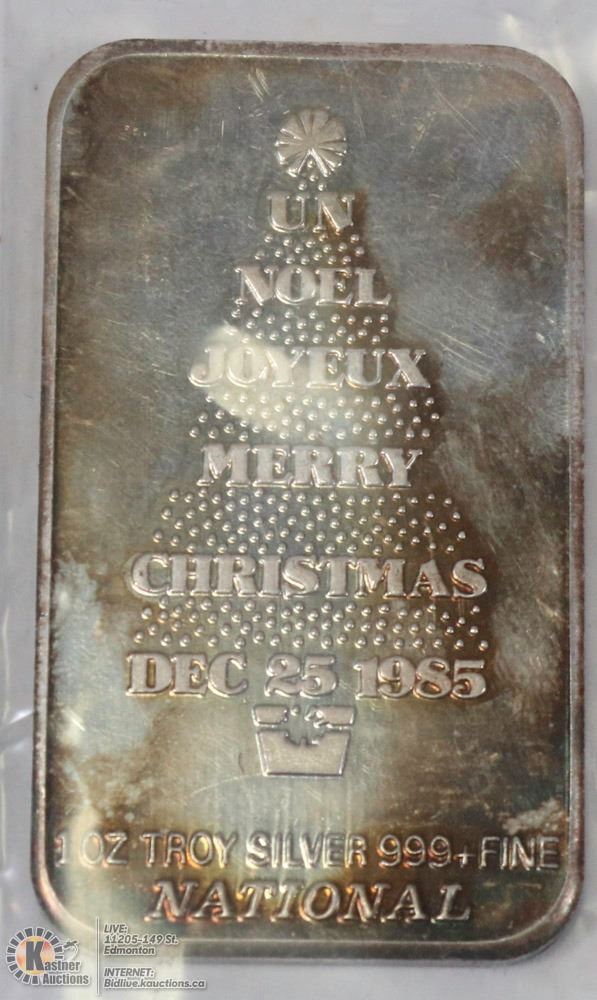 UN
NOEL
JOYEUX
MERRY
CHRISTMAS
DEC 25 1985
1 OZ TROY SILVER 999+ FINE
NATIONAL
Kastner
Auctions
LIVE:
11205-149 St.
Edmonton
INTERNET:
Bidlive.kauctions.ca